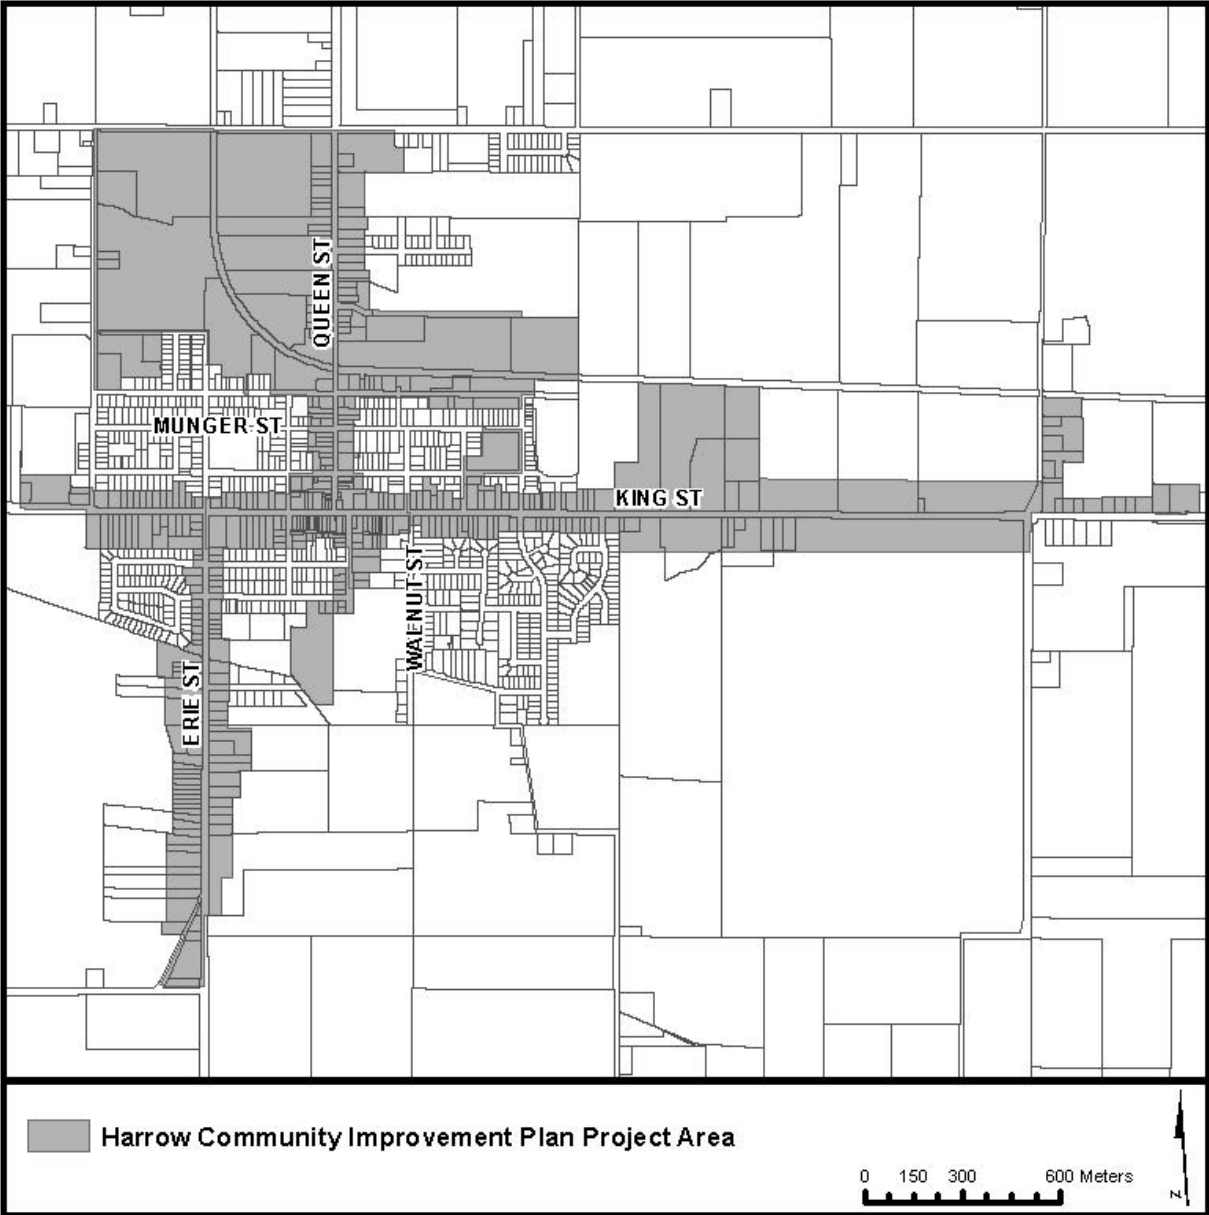 QUEEN ST
MUNGER ST
KING ST
WALNUT ST
ERIE ST
Harrow Community Improvement Plan Project Area
0 150 300 600 Meters
N